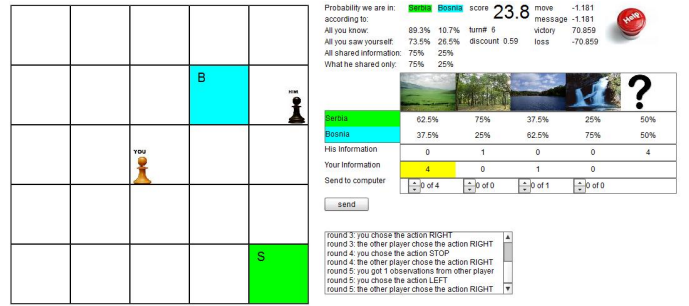 Probability we are in: Serbia Bosnia score 23.8 move -1.181
according to: message -1.181
All you know: 89.3% 10.7% turn# 6 victory 70.859
All you saw yourself: 73.5% 26.5% discount 0.59 loss -70.859
All shared information: 75% 25%
What he shared only: 75% 25%
Help
B
HIM
YOU
S
?
Serbia 62.5% 75% 37.5% 25% 50%
Bosnia 37.5% 25% 62.5% 75% 50%
His Information 0 1 0 0 4
Your Information 4 0 1 0
Send to computer 0 of 4 0 of 0 0 of 1 0 of 0
send
round 3: you chose the action RIGHT
round 3: the other player chose the action RIGHT
round 4: you chose the action STOP
round 4: the other player chose the action RIGHT
round 5: you got 1 observations from other player
round 5: you chose the action LEFT
round 5: the other player chose the action RIGHT